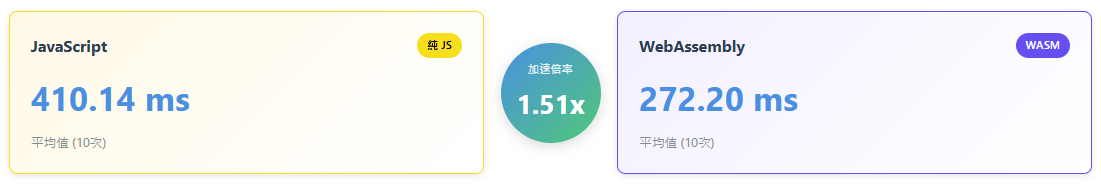 JavaScript
純 JS
410.14 ms
平均值 (10次)
加速倍率
1.51x
WebAssembly
WASM
272.20 ms
平均值 (10次)